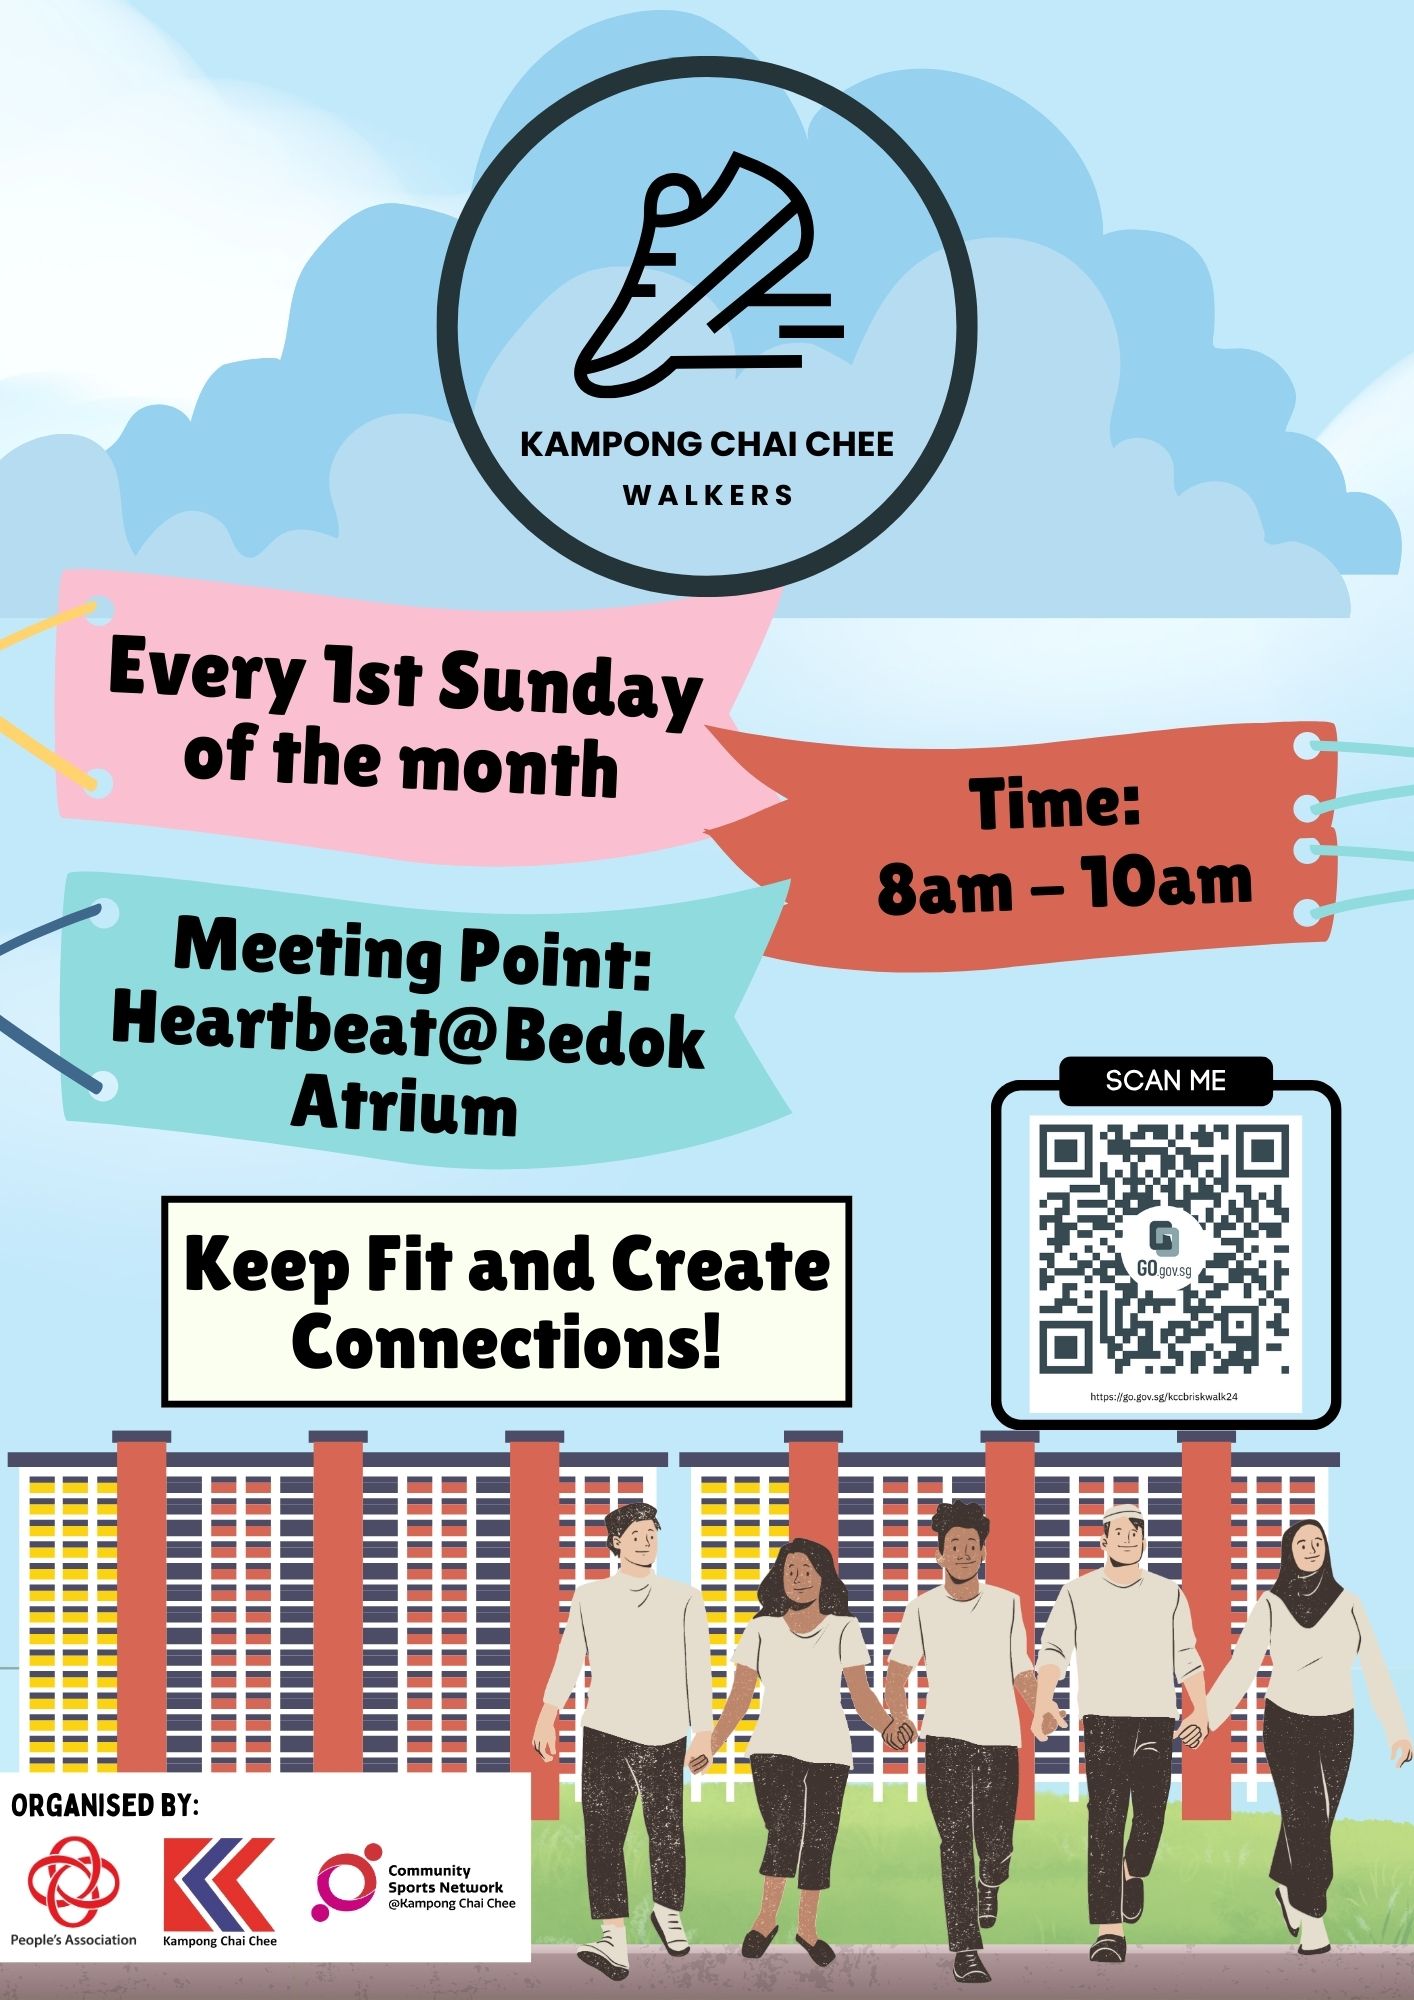 KAMPONG CHAI CHEE
WALKERS
Every 1st Sunday
of the month
Time:
8am – 10am
Meeting Point:
Heartbeat@Bedok
Atrium
SCAN ME
GO.gov.sg
https://go.gov.sg/kccbriskwalk24
Keep Fit and Create
Connections!
ORGANISED BY:
People's Association
Kampong Chai Chee
Community
Sports Network
@Kampong Chai Chee